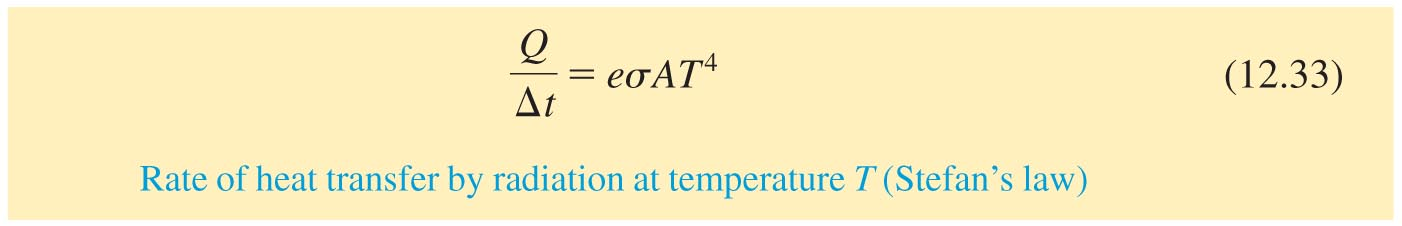 Q/Δt = eσAT⁴ (12.33)
Rate of heat transfer by radiation at temperature T (Stefan’s law)